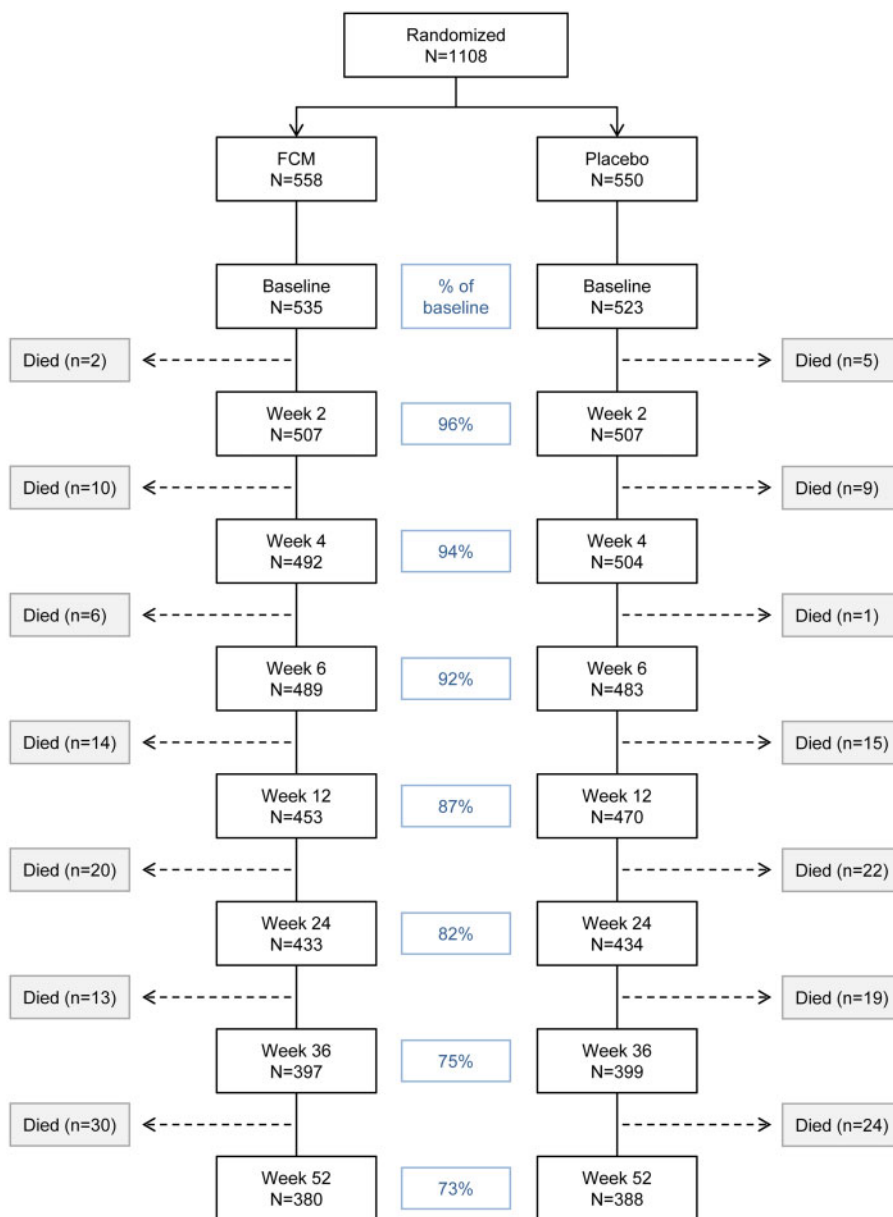 Randomized
N=1108
FCM
N=558
Placebo
N=550
Baseline
N=535
% of
baseline
Baseline
N=523
Died (n=2)
Died (n=5)
Week 2
N=507
96%
Week 2
N=507
Died (n=10)
Died (n=9)
Week 4
N=492
94%
Week 4
N=504
Died (n=6)
Died (n=1)
Week 6
N=489
92%
Week 6
N=483
Died (n=14)
Died (n=15)
Week 12
N=453
87%
Week 12
N=470
Died (n=20)
Died (n=22)
Week 24
N=433
82%
Week 24
N=434
Died (n=13)
Died (n=19)
Week 36
N=397
75%
Week 36
N=399
Died (n=30)
Died (n=24)
Week 52
N=380
73%
Week 52
N=388